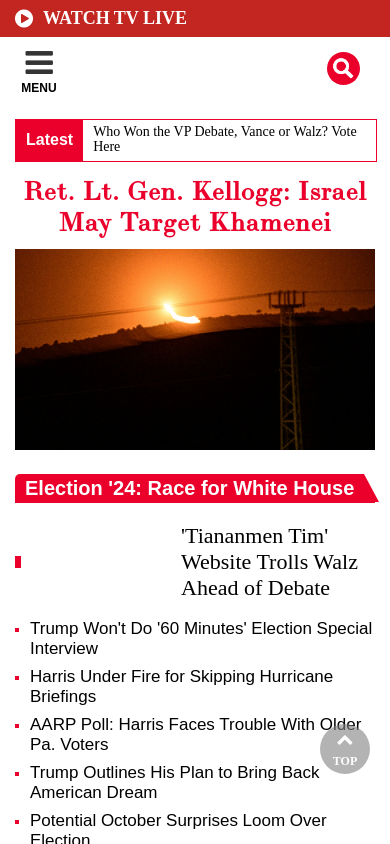 WATCH TV LIVE
MENU
Latest
Who Won the VP Debate, Vance or Walz? Vote
Here
Ret. Lt. Gen. Kellogg: Israel
May Target Khamenei
Election '24: Race for White House
'Tiananmen Tim'
Website Trolls Walz
Ahead of Debate
Trump Won't Do '60 Minutes' Election Special
Interview
Harris Under Fire for Skipping Hurricane
Briefings
AARP Poll: Harris Faces Trouble With Older
Pa. Voters
Trump Outlines His Plan to Bring Back
American Dream
TOP
Potential October Surprises Loom Over
Election